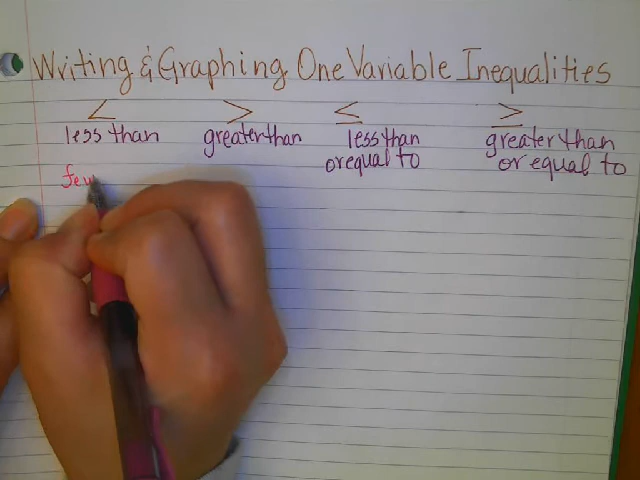 Writing & Graphing One Variable Inequalities
< > ≤ ≥
less than greater than less than or equal to greater than or equal to
few